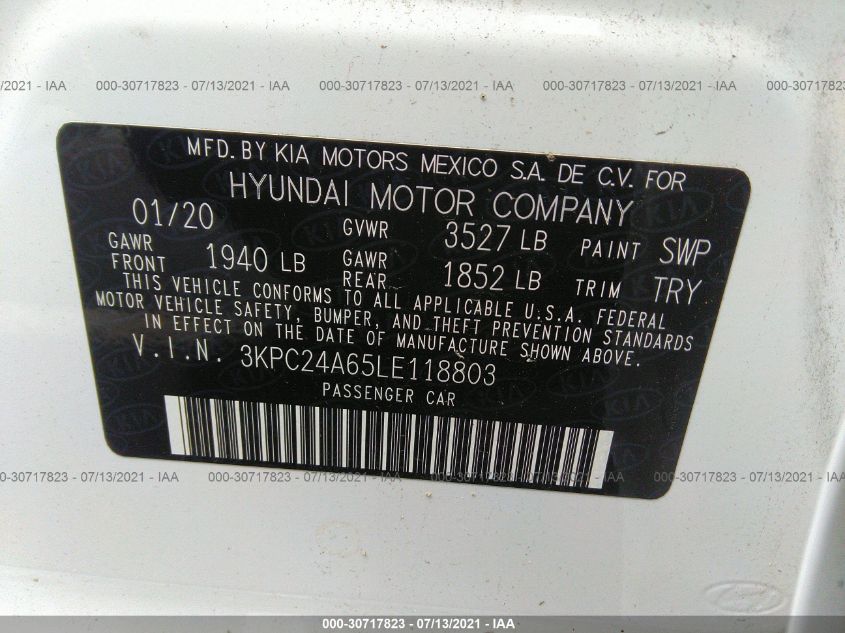 /2021 - IAA 000-30717823 - 07/13/2021 - IAA 000-30717823 - 07/13/2021 - IAA 000-30717823 - 07/13/2021 - IAA
MFD. BY KIA MOTORS MEXICO S.A. DE C.V. FOR
HYUNDAI MOTOR COMPANY
01/20 GVWR 3527 LB PAINT SWP
GAWR FRONT 1940 LB GAWR REAR 1852 LB TRIM TRY
THIS VEHICLE CONFORMS TO ALL APPLICABLE U.S.A. FEDERAL
MOTOR VEHICLE SAFETY, BUMPER, AND THEFT PREVENTION STANDARDS
IN EFFECT ON THE DATE OF MANUFACTURE SHOWN ABOVE.
V.I.N. 3KPC24A65LE118803
PASSENGER CAR
000-30717823 - 07/13/2021 - IAA 000-30717823 - 07/13/2021 - IAA 000-30717823 - 07/13/2021 - IAA
000-30717823 - 07/13/2021 - IAA